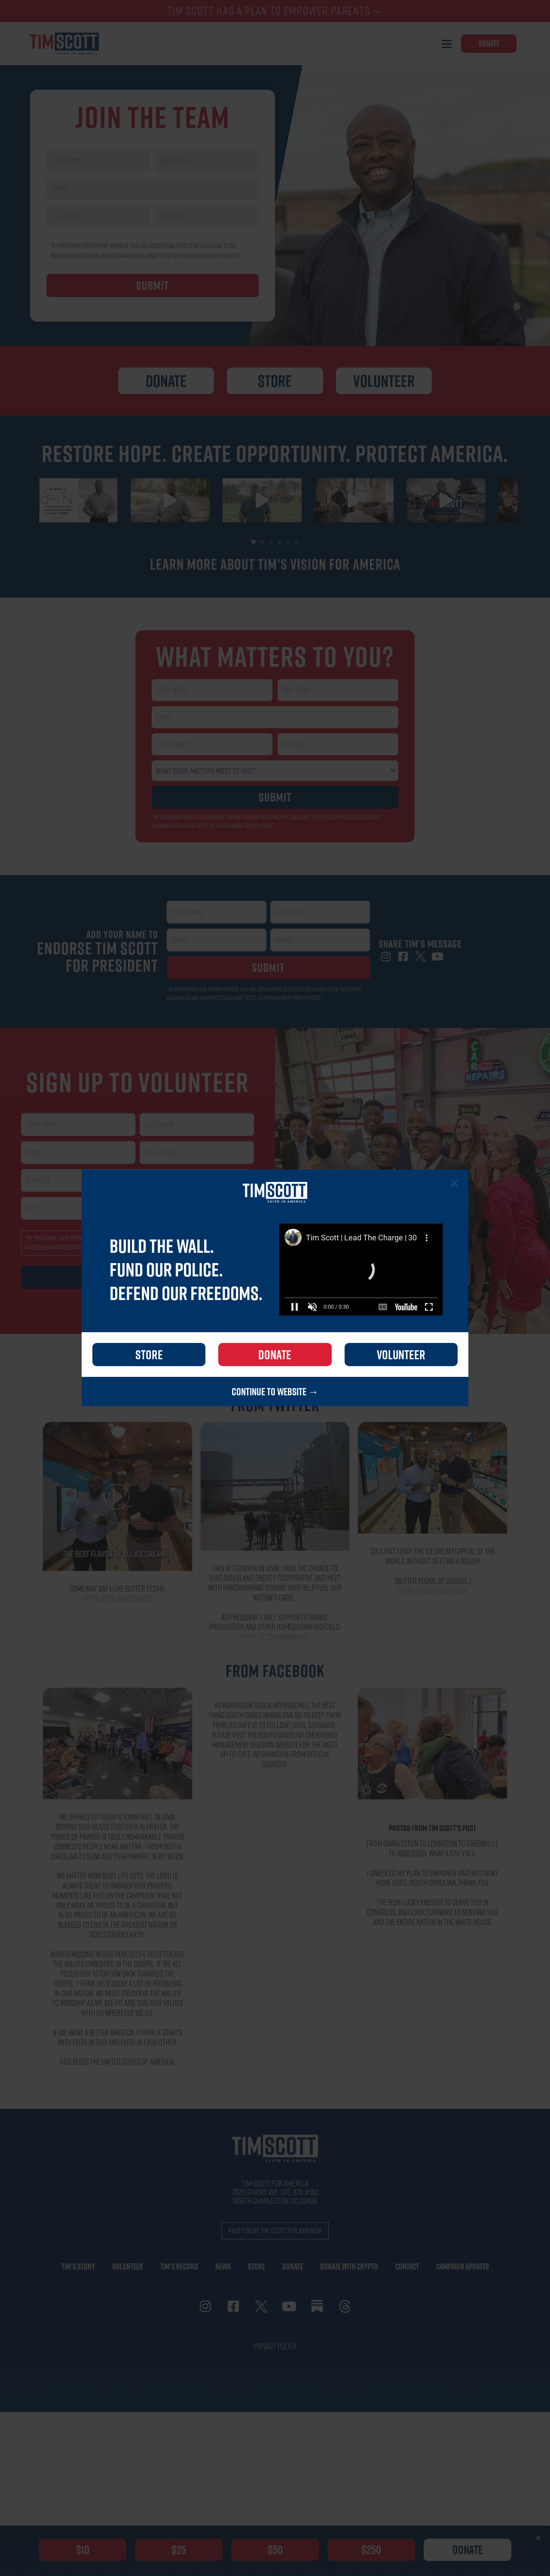 TIM SCOTT HAS A PLAN TO EMPOWER PARENTS →
TIMSCOTT
DONATE
JOIN THE TEAM
SUBMIT
DONATE
STORE
VOLUNTEER
RESTORE HOPE. CREATE OPPORTUNITY. PROTECT AMERICA.
LEARN MORE ABOUT TIM'S VISION FOR AMERICA
WHAT MATTERS TO YOU?
WHAT ISSUE MATTERS MOST TO YOU?*
SUBMIT
ADD YOUR NAME TO
ENDORSE TIM SCOTT
FOR PRESIDENT
SUBMIT
SHARE TIM'S MESSAGE
SIGN UP TO VOLUNTEER
CAR
REPAIRS
TIMSCOTT
FAITH IN AMERICA
BUILD THE WALL.
FUND OUR POLICE.
DEFEND OUR FREEDOMS.
Tim Scott | Lead The Charge | 30
0:00 / 0:30
YouTube
STORE
DONATE
VOLUNTEER
CONTINUE TO WEBSITE →
FROM TWITTER
THE BEST FLAVOR OF ALL ICE CREAM IS
SOME MAY SAY I LIKE BUTTER PECAN.
THIS AFTERNOON IN IOWA, I HAD THE CHANCE TO
VISIT SIOUXLAND ENERGY COOPERATIVE AND MEET
WITH HARDWORKING IOWANS WHO HELP FUEL OUR
NATION'S CARS.
AS PRESIDENT, I WILL SUPPORT ETHANOL
PRODUCTION AND OTHER HOMEGROWN BIOFUELS.
COULDN'T LEAVE THE ICE CREAM CAPITAL OF THE
WORLD WITHOUT GETTING A SCOOP!
(BUTTER PECAN, OF COURSE.)
FROM FACEBOOK
WE OPENED UP TODAY'S TOWN HALL IN IOWA
BOWING OUR HEADS TOGETHER IN PRAYER. THE
POWER OF PRAYER IS TRULY REMARKABLE. PRAYER
CONNECTS PEOPLE NEAR AND FAR - FROM SOUTH
CAROLINA TO IOWA AND EVERYWHERE IN BETWEEN.
NO MATTER HOW BUSY LIFE GETS, THE LORD IS
ALWAYS THERE TO ANSWER OUR PRAYERS.
MOMENTS LIKE THIS ON THE CAMPAIGN TRAIL NOT
ONLY MAKE ME PROUD TO BE A CHRISTIAN, BUT
ALSO PROUD TO BE AN AMERICAN. WE ARE SO
BLESSED TO LIVE IN THE GREATEST NATION ON
GOD'S GREEN EARTH.
WHAT'S MISSING IN OUR PUBLIC LIFE SO OFTEN ARE
THE VALUES EMBEDDED IN THE GOSPEL. IF WE ALL
FOCUS OUR ATTENTION BACK TOWARDS THE
GOSPEL, I THINK WE'D SOLVE A LOT OF PROBLEMS
IN OUR NATION. WE MUST PRESERVE THE ABILITY
TO WORSHIP AS WE SEE FIT AND TAKE OUR VALUES
WITH US WHEREVER WE GO.
IF WE WANT A BETTER AMERICA, I THINK IT STARTS
WITH FAITH IN GOD AND FAITH IN EACH OTHER.
GOD BLESS THE UNITED STATES OF AMERICA.
AS HURRICANE IDALIA APPROACHES, THE BEST
THING SOUTH CAROLINIANS CAN DO TO KEEP THEIR
FAMILIES SAFE IS TO FOLLOW LOCAL GUIDANCE.
PLEASE VISIT THE SOUTH CAROLINA EMERGENCY
MANAGEMENT DIVISION WEBSITE FOR THE MOST
UP-TO-DATE INFORMATION FROM OFFICIAL
SOURCES.
PHOTOS FROM TIM SCOTT'S POST
FROM CHARLESTON TO LEXINGTON TO GREENVILLE
TO ANDERSON, WHAT A DAY Y'ALL.
I UNVEILED MY PLAN TO EMPOWER PARENTS IN MY
HOME STATE. SOUTH CAROLINA, THANK YOU.
I'VE BEEN LUCKY ENOUGH TO SERVE YOU IN
CONGRESS, AND LOOK FORWARD TO SERVING YOU
AND THE ENTIRE NATION IN THE WHITE HOUSE.
TIMSCOTT
FAITH IN AMERICA
TIM SCOTT FOR AMERICA
7620 RIVERS AVE, STE. 370 #130
NORTH CHARLESTON, SC 29406
PAID FOR BY TIM SCOTT FOR AMERICA
TIM'S STORY
VOLUNTEER
TIM'S RECORD
NEWS
STORE
DONATE
DONATE WITH CRYPTO
CONTACT
CAMPAIGN UPDATES
PRIVACY POLICY
$10
$25
$50
$250
DONATE